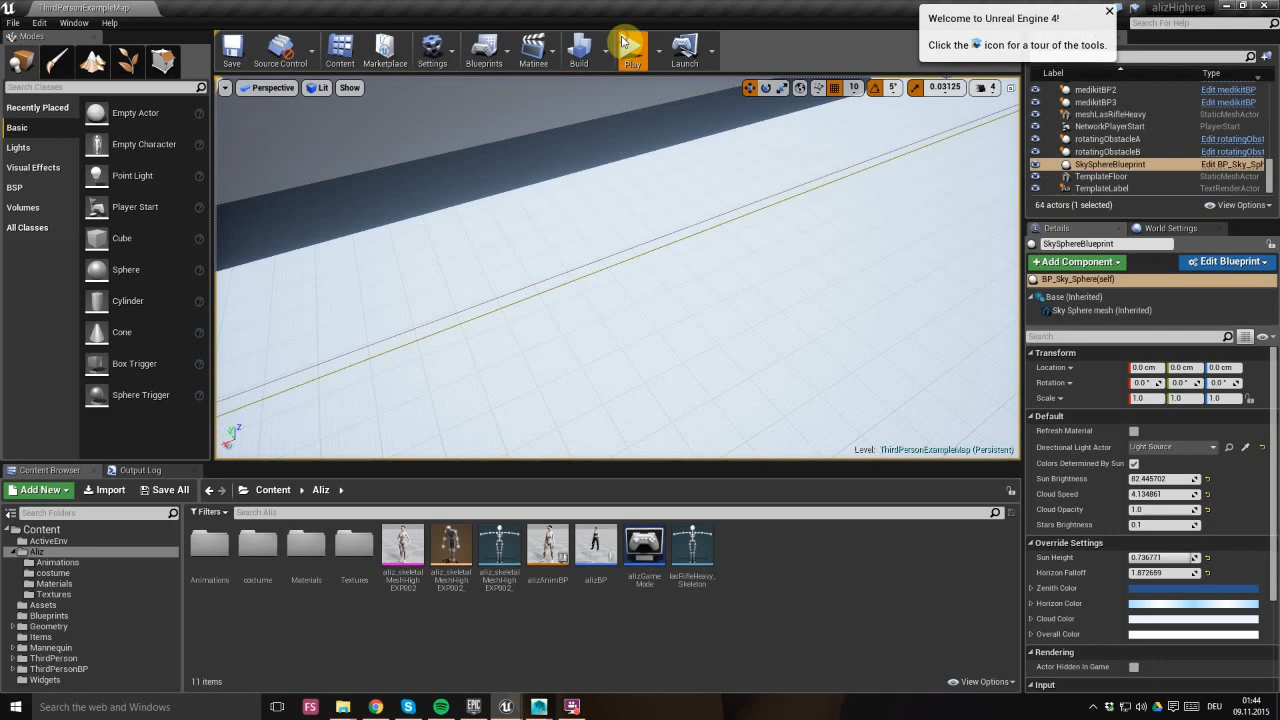 ThirdPersonExampleMap
alizHighres
File Edit Window Help
Search For Help
Welcome to Unreal Engine 4!
Click the icon for a tour of the tools.
Modes
Save
Source Control
Content
Marketplace
Settings
Blueprints
Matinee
Build
Play
Launch
Search Classes
Recently Placed
Basic
Lights
Visual Effects
BSP
Volumes
All Classes
Empty Actor
Empty Character
Point Light
Player Start
Cube
Sphere
Cylinder
Cone
Box Trigger
Sphere Trigger
Perspective Lit Show
10 5° 0.03125 4
Level: ThirdPersonExampleMap (Persistent)
Label Type
medikitBP2 Edit medikitBP
medikitBP3 Edit medikitBP
meshLasRifleHeavy StaticMeshActor
NetworkPlayerStart PlayerStart
rotatingObstacleA Edit rotatingObst
rotatingObstacleB Edit rotatingObst
SkySphereBlueprint Edit BP_Sky_Sph
TemplateFloor StaticMeshActor
TemplateLabel TextRenderActor
64 actors (1 selected) View Options
Details World Settings
SkySphereBlueprint
+Add Component Edit Blueprint
BP_Sky_Sphere(self)
Base (Inherited)
Sky Sphere mesh (Inherited)
Search
Transform
Location 0.0 cm 0.0 cm 0.0 cm
Rotation 0.0 ° 0.0 ° 0.0 °
Scale 1.0 1.0 1.0
Default
Refresh Material
Directional Light Actor Light Source
Colors Determined By Sun
Sun Brightness 82.445702
Cloud Speed 4.134861
Cloud Opacity 1.0
Stars Brightness 0.1
Override Settings
Sun Height 0.736771
Horizon Falloff 1.872659
Zenith Color
Horizon Color
Cloud Color
Overall Color
Rendering
Actor Hidden In Game
Input
Content Browser Output Log
Add New Import Save All Content Aliz
Search Folders
Filters Search Aliz
Content
ActiveEnv
Aliz
Animations
costume
Materials
Textures
Assets
Blueprints
Geometry
Items
Mannequin
ThirdPerson
ThirdPersonBP
Widgets
Animations
costume
Materials
Textures
aliz_skeletal MeshHigh EXP002
aliz_skeletal MeshHigh EXP002_
aliz_skeletal MeshHigh EXP002_
alizAnimBP
alizBP
alizGame Mode
lasRifleHeavy_ Skeleton
11 items View Options
Search the web and Windows
DEU
01:44
09.11.2015